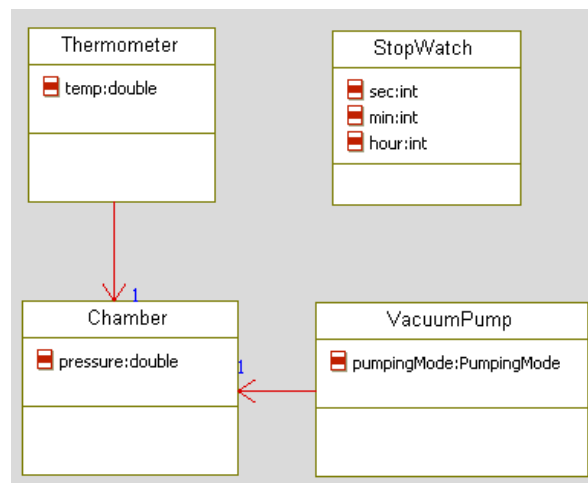 Thermometer
temp:double
StopWatch
sec:int
min:int
hour:int
1
Chamber
pressure:double
1
VacuumPump
pumpingMode:PumpingMode